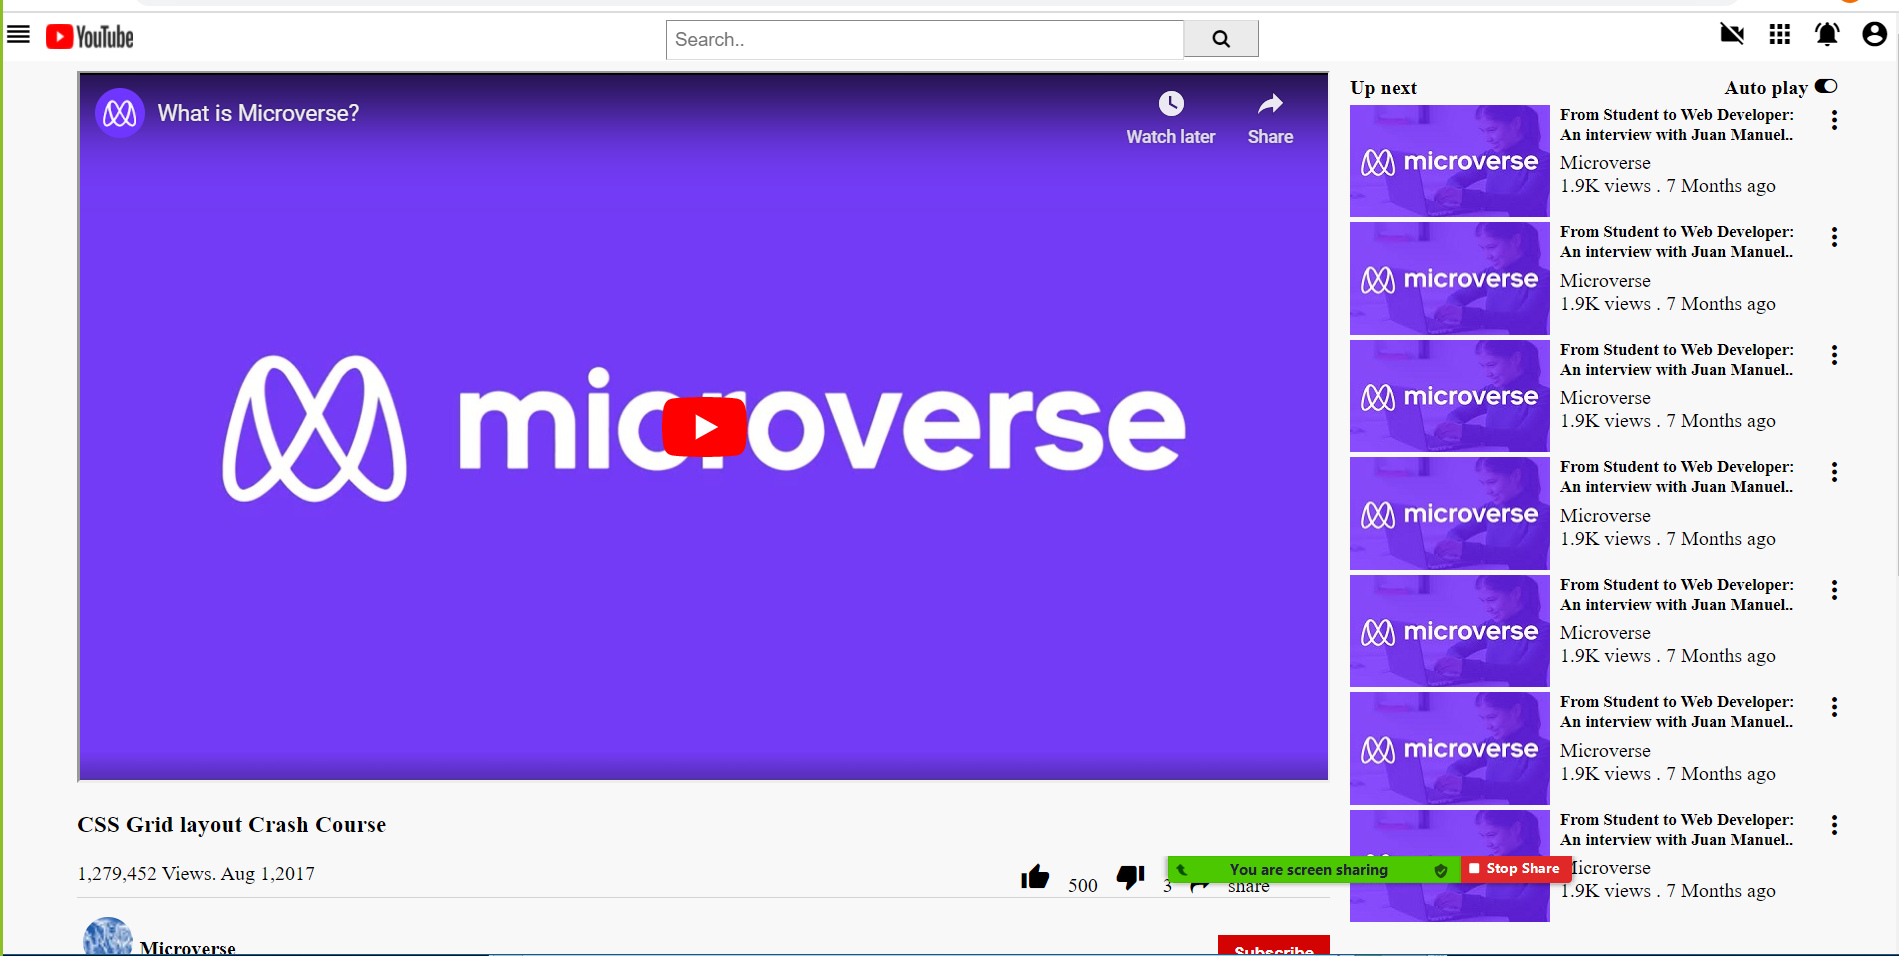 YouTube
Search..
What is Microverse?
Watch later
Share
microverse
CSS Grid layout Crash Course
1,279,452 Views. Aug 1,2017
500
3
share
Microverse
Subscribe
Up next
Auto play
microverse
From Student to Web Developer:
An interview with Juan Manuel..
Microverse
1.9K views . 7 Months ago
microverse
From Student to Web Developer:
An interview with Juan Manuel..
Microverse
1.9K views . 7 Months ago
microverse
From Student to Web Developer:
An interview with Juan Manuel..
Microverse
1.9K views . 7 Months ago
microverse
From Student to Web Developer:
An interview with Juan Manuel..
Microverse
1.9K views . 7 Months ago
microverse
From Student to Web Developer:
An interview with Juan Manuel..
Microverse
1.9K views . 7 Months ago
microverse
From Student to Web Developer:
An interview with Juan Manuel..
Microverse
1.9K views . 7 Months ago
From Student to Web Developer:
An interview with Juan Manuel..
Microverse
1.9K views . 7 Months ago
You are screen sharing
Stop Share